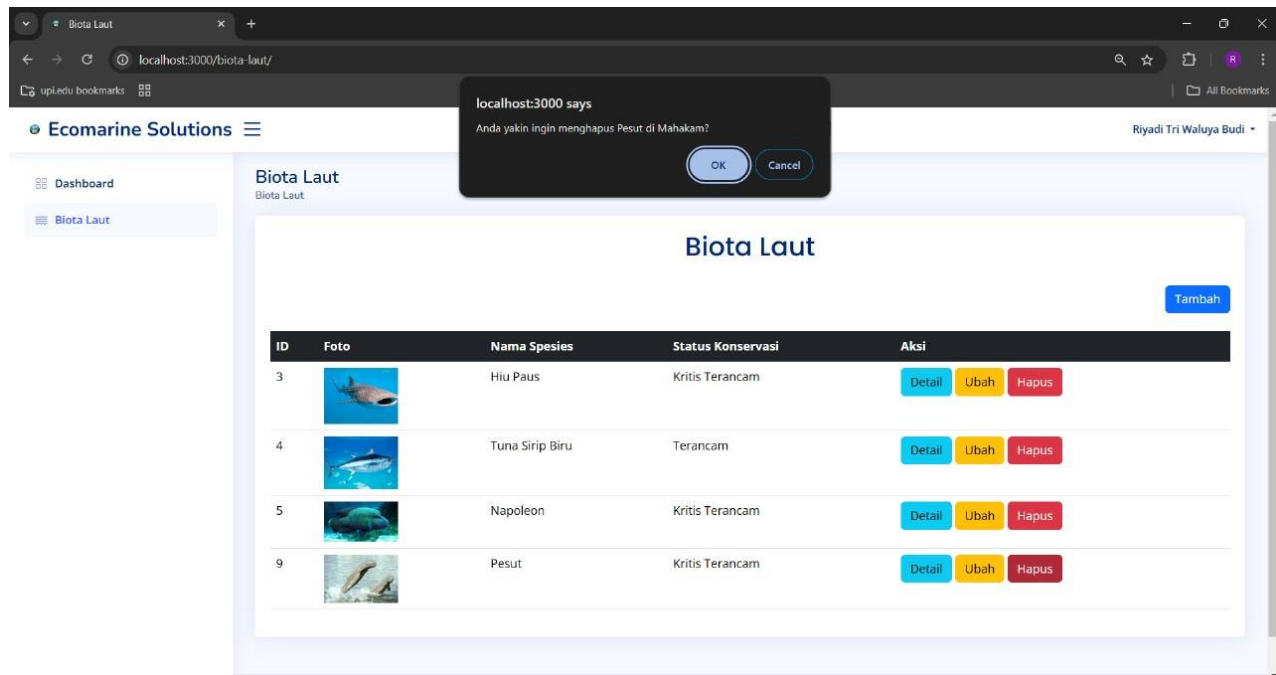 Biota Laut
localhost:3000/biota-laut/
R
upi.edu bookmarks
All Bookmarks
localhost:3000 says
Anda yakin ingin menghapus Pesut di Mahakam?
OK Cancel
Ecomarine Solutions
Riyadi Tri Waluya Budi
Dashboard
Biota Laut
Biota Laut
Biota Laut
Biota Laut
Tambah
ID Foto Nama Spesies Status Konservasi Aksi
3 Hiu Paus Kritis Terancam Detail Ubah Hapus
4 Tuna Sirip Biru Terancam Detail Ubah Hapus
5 Napoleon Kritis Terancam Detail Ubah Hapus
9 Pesut Kritis Terancam Detail Ubah Hapus